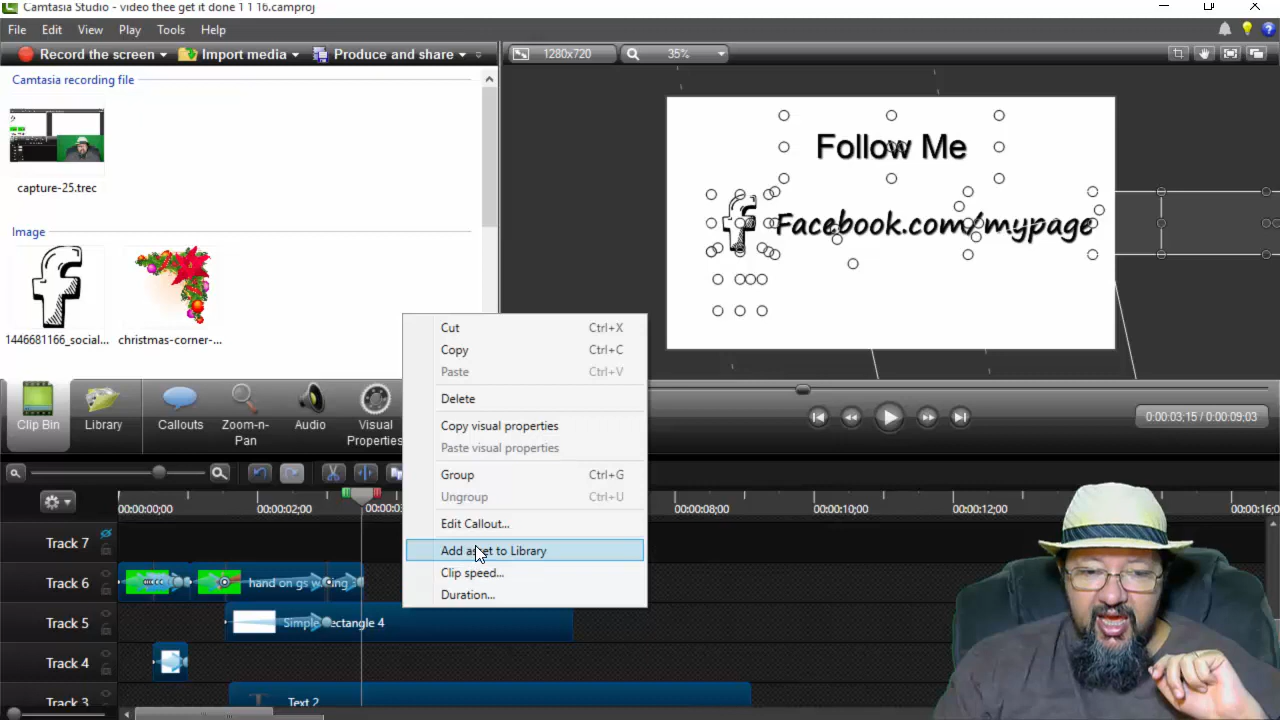 Camtasia Studio - video thee get it done 1 1 16.camproj
File Edit View Play Tools Help
Record the screen Import media Produce and share 1280x720 35%
Camtasia recording file
capture-25.trec
Image
1446681166_social... christmas-corner-...
Follow Me
f Facebook.com/mypage
Clip Bin Library Callouts Zoom-n-Pan Audio Visual Properties
0:00:03;15 / 0:00:09;03
Cut Ctrl+X
Copy Ctrl+C
Paste Ctrl+V
Delete
Copy visual properties
Paste visual properties
Group Ctrl+G
Ungroup Ctrl+U
Edit Callout...
Add asset to Library
Clip speed...
Duration...
00:00:00;00 00:00:02;00 00:00:08;00 00:00:10;00 00:00:12;00
Track 7
Track 6 hand on gs w
Track 5 Simple Rectangle 4
Track 4
Track 3 T Text 2